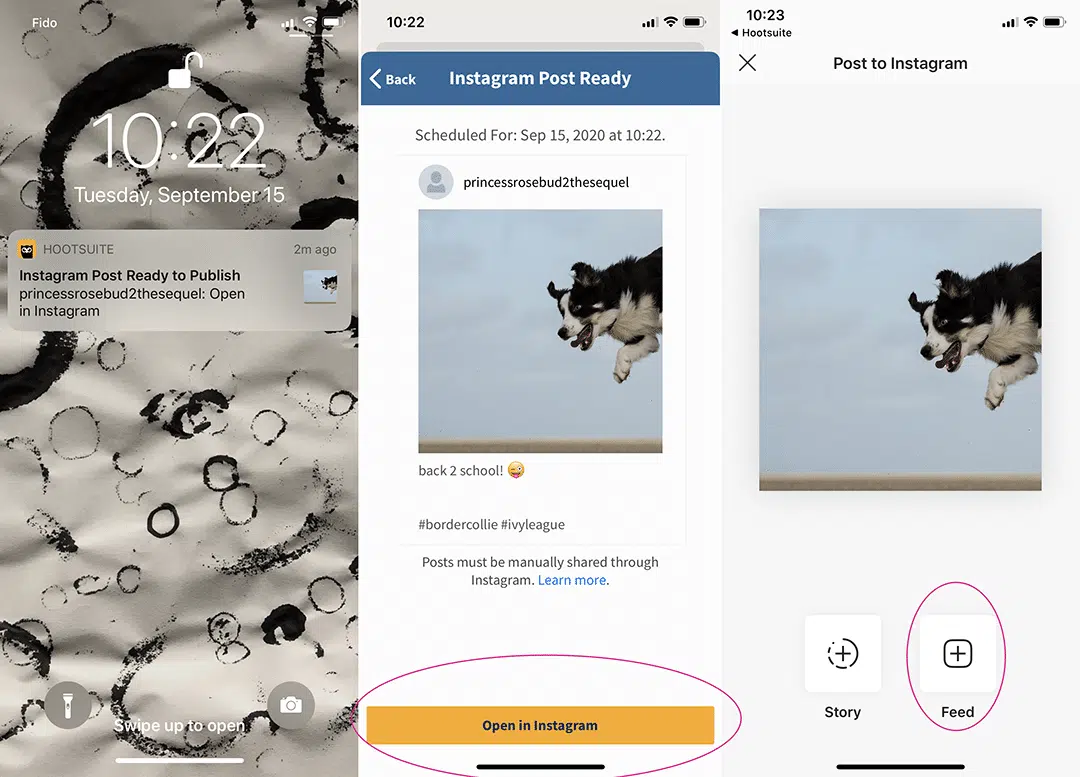 Fido
10:22
Tuesday, September 15
HOOTSUITE 2m ago
Instagram Post Ready to Publish
princessrosebud2thesequel: Open
in Instagram
Swipe up to open
10:22
Back Instagram Post Ready
Scheduled For: Sep 15, 2020 at 10:22.
princessrosebud2thesequel
back 2 school! 😜
#bordercollie #ivyleague
Posts must be manually shared through
Instagram. Learn more.
Open in Instagram
10:23
◀ Hootsuite
Post to Instagram
Story Feed